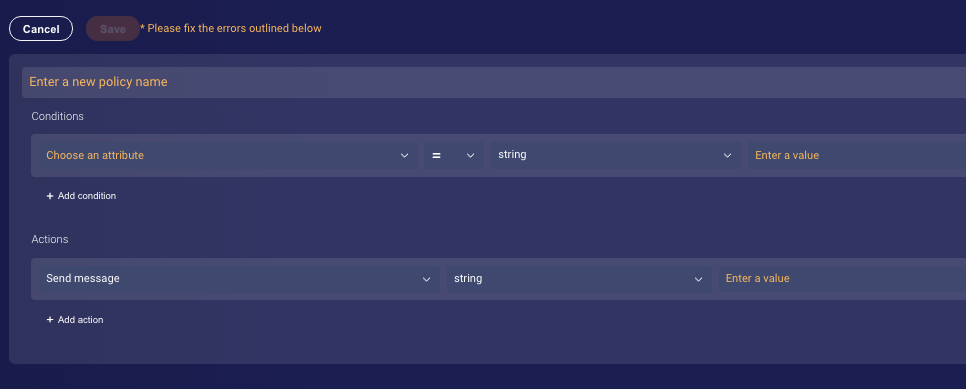 Cancel Save * Please fix the errors outlined below
Enter a new policy name
Conditions
Choose an attribute = string Enter a value
+ Add condition
Actions
Send message string Enter a value
+ Add action